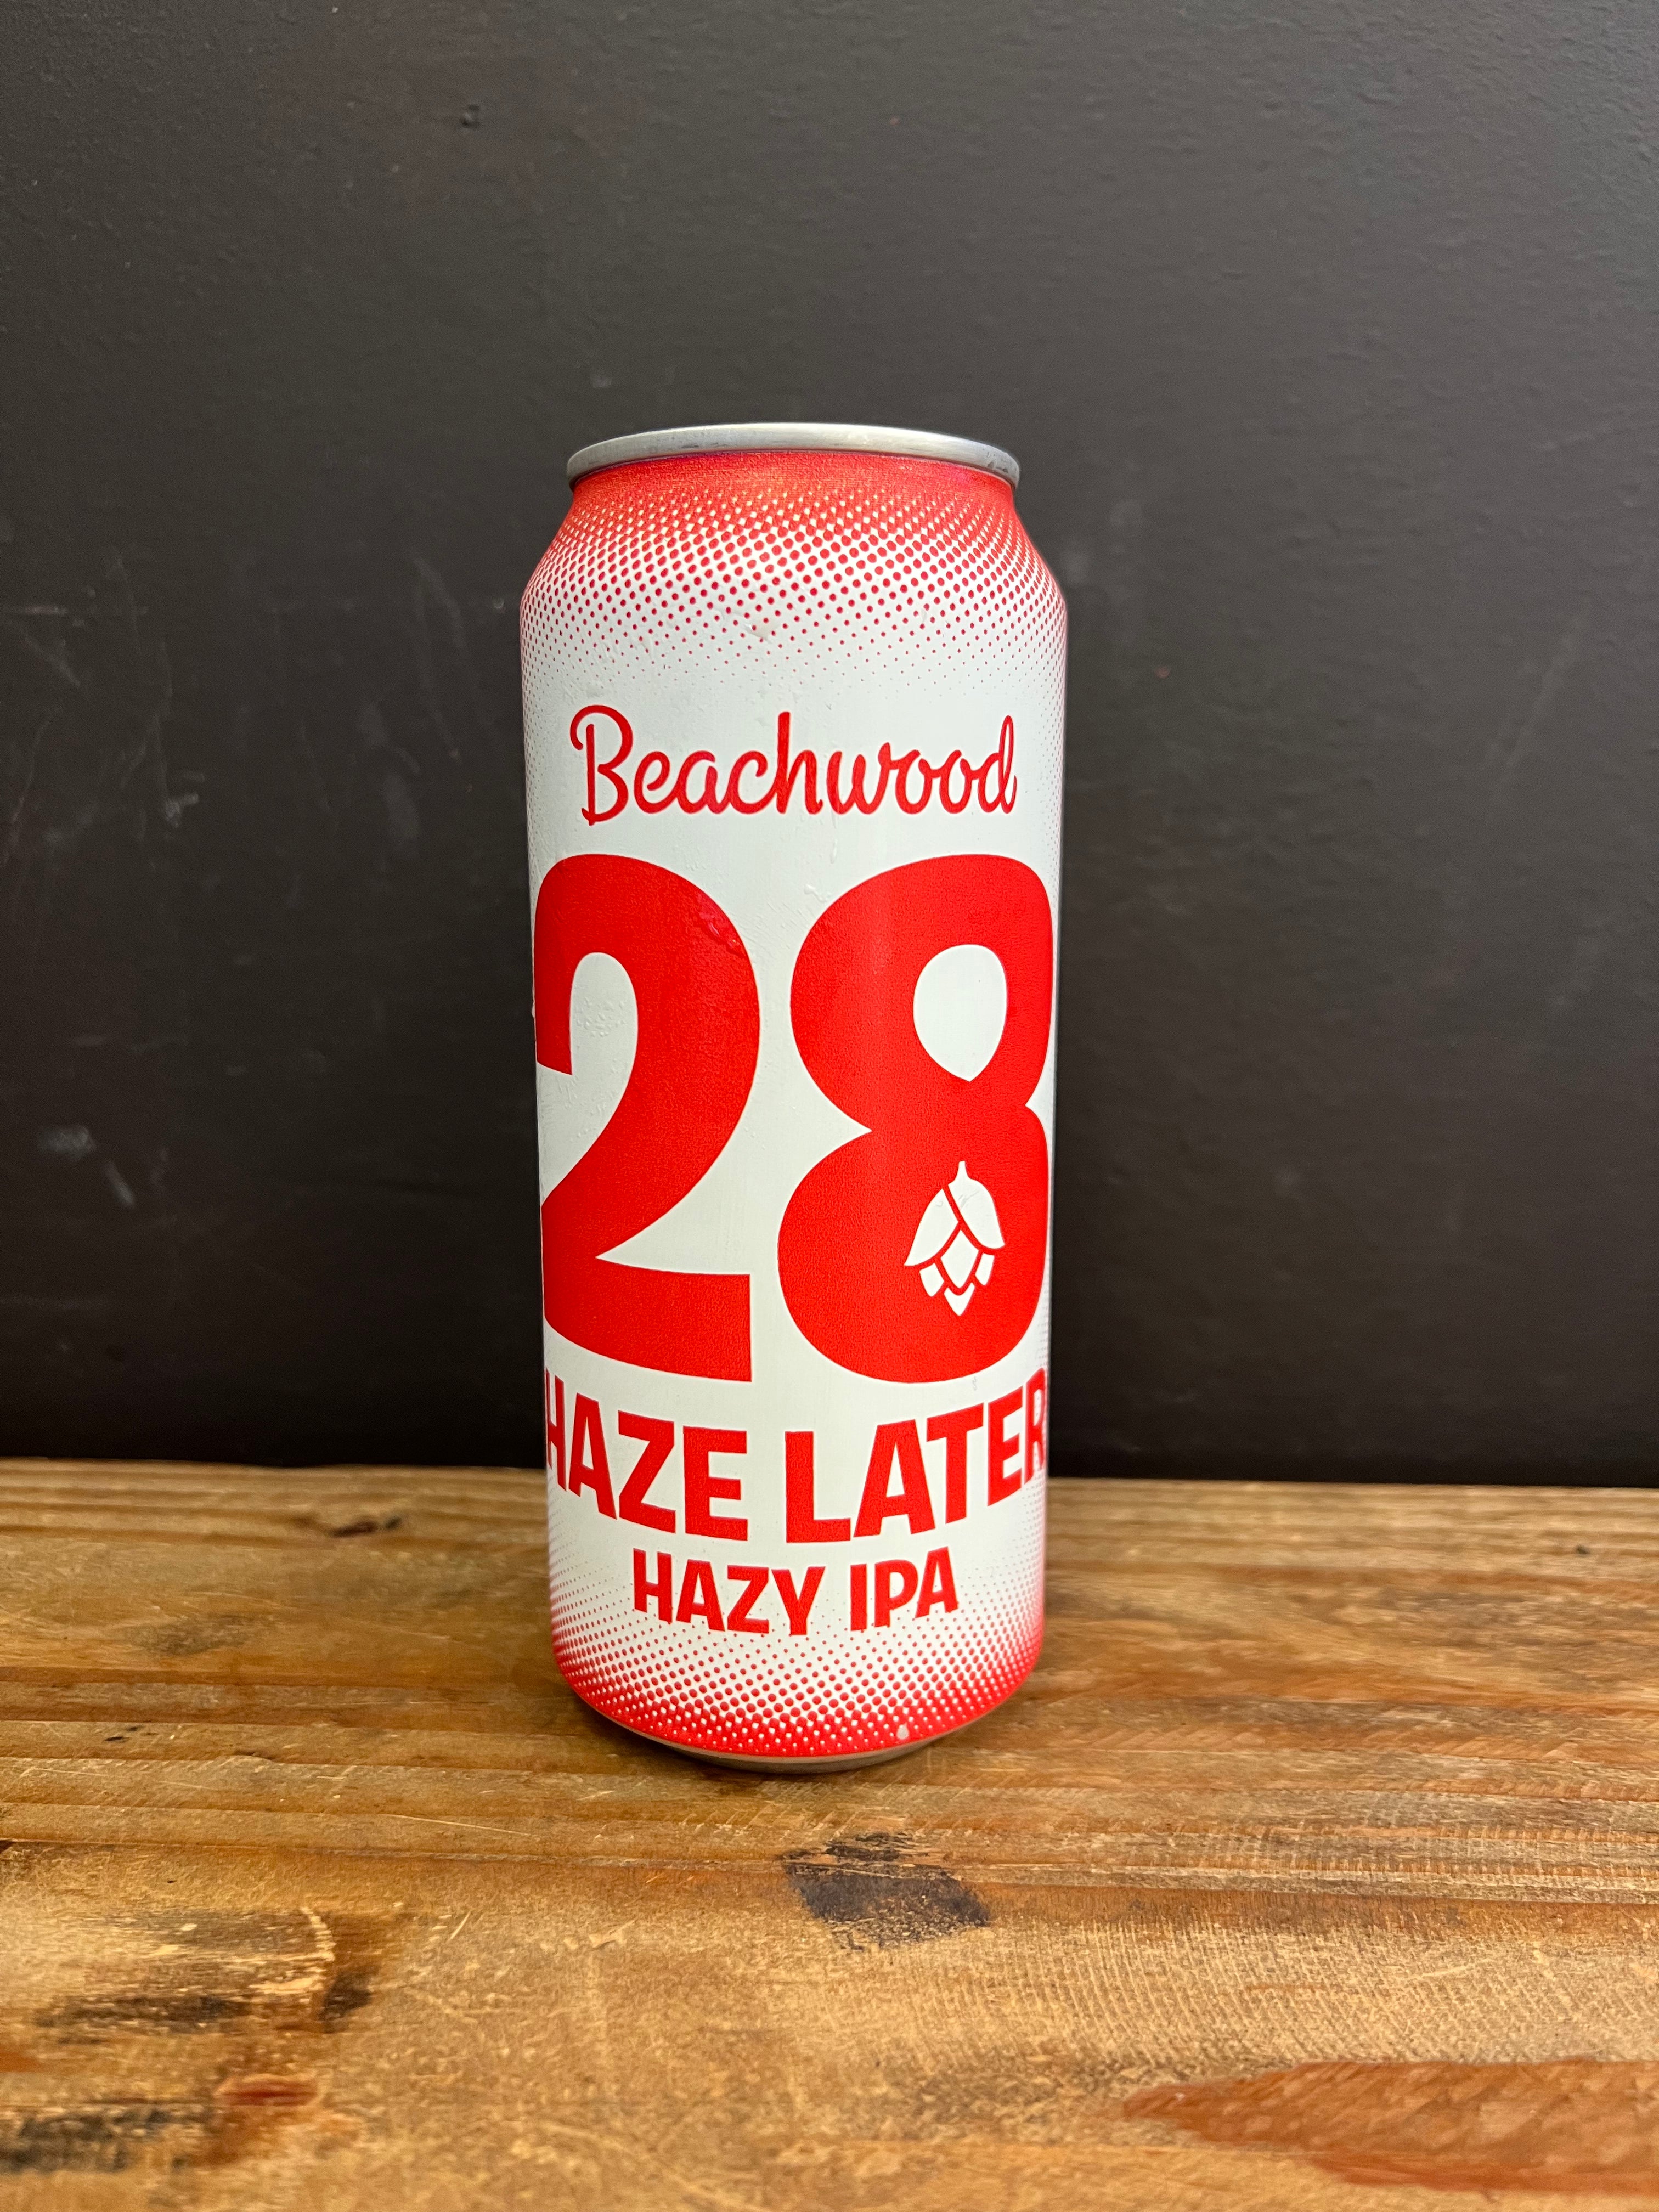 Beachwood
28
HAZE LATER
HAZY IPA